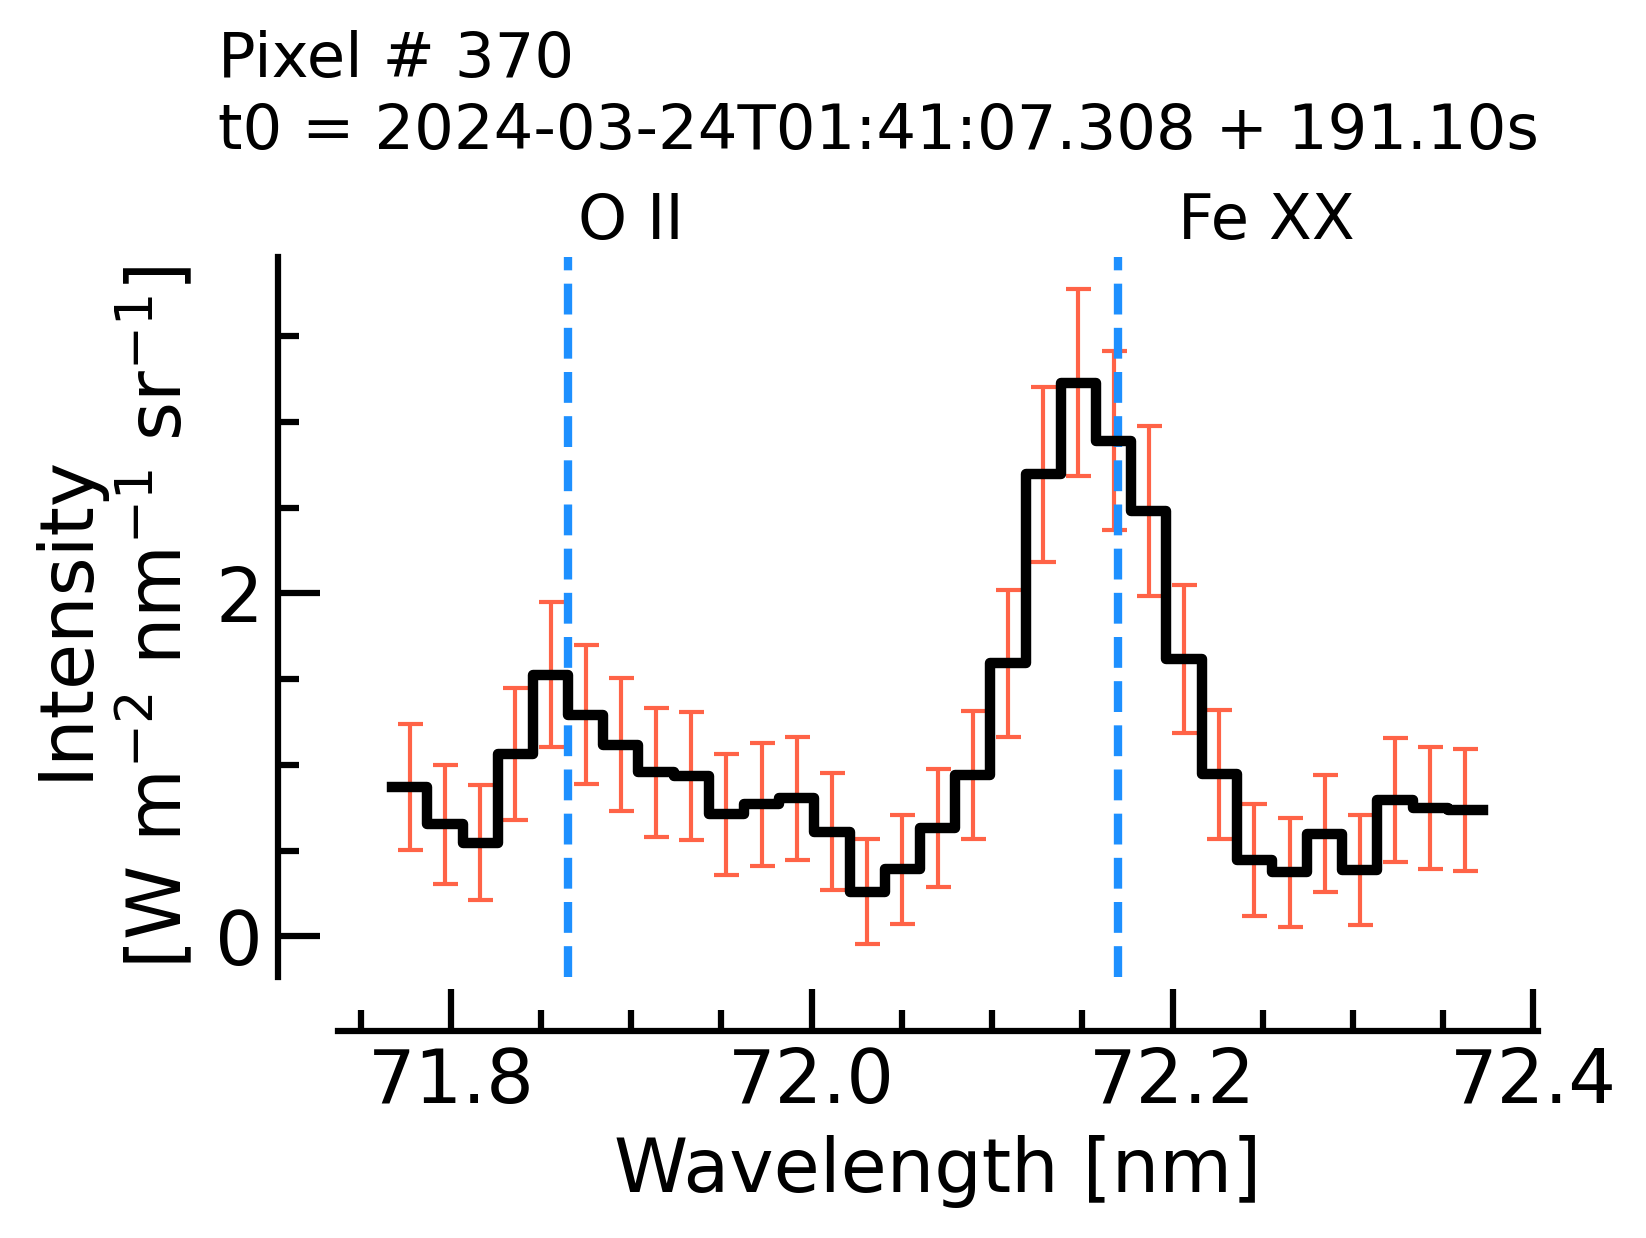 Pixel # 370
t0 = 2024-03-24T01:41:07.308 + 191.10s
O II
Fe XX
Intensity
[W m⁻² nm⁻¹ sr⁻¹]
2
0
71.8
72.0
72.2
72.4
Wavelength [nm]